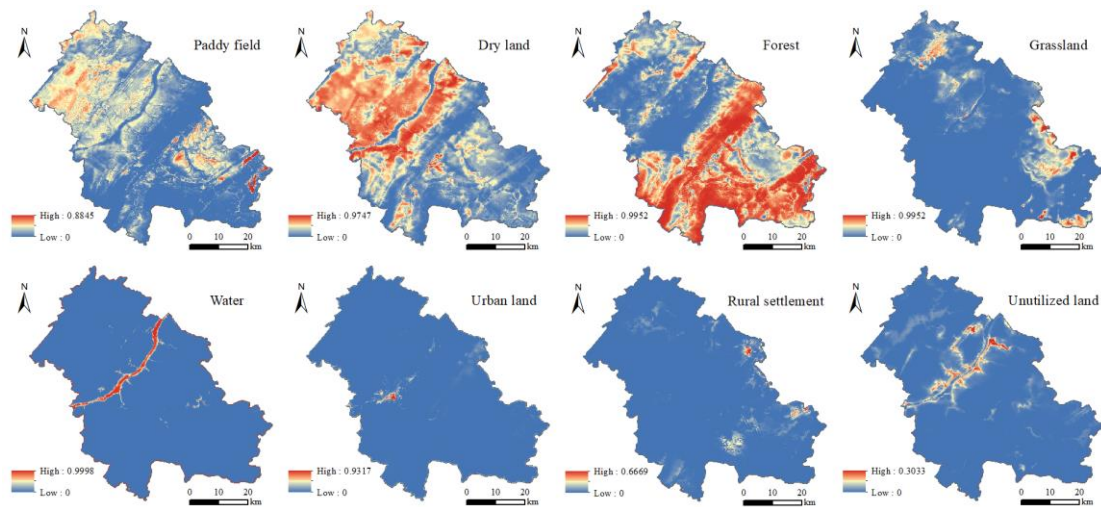 N
Paddy field
High : 0.8845
Low : 0
0 10 20
km
N
Dry land
High : 0.9747
Low : 0
0 10 20
km
N
Forest
High : 0.9952
Low : 0
0 10 20
km
N
Grassland
High : 0.9952
Low : 0
0 10 20
km
N
Water
High : 0.9998
Low : 0
0 10 20
km
N
Urban land
High : 0.9317
Low : 0
0 10 20
km
N
Rural settlement
High : 0.6669
Low : 0
0 10 20
km
N
Unutilized land
High : 0.3033
Low : 0
0 10 20
km